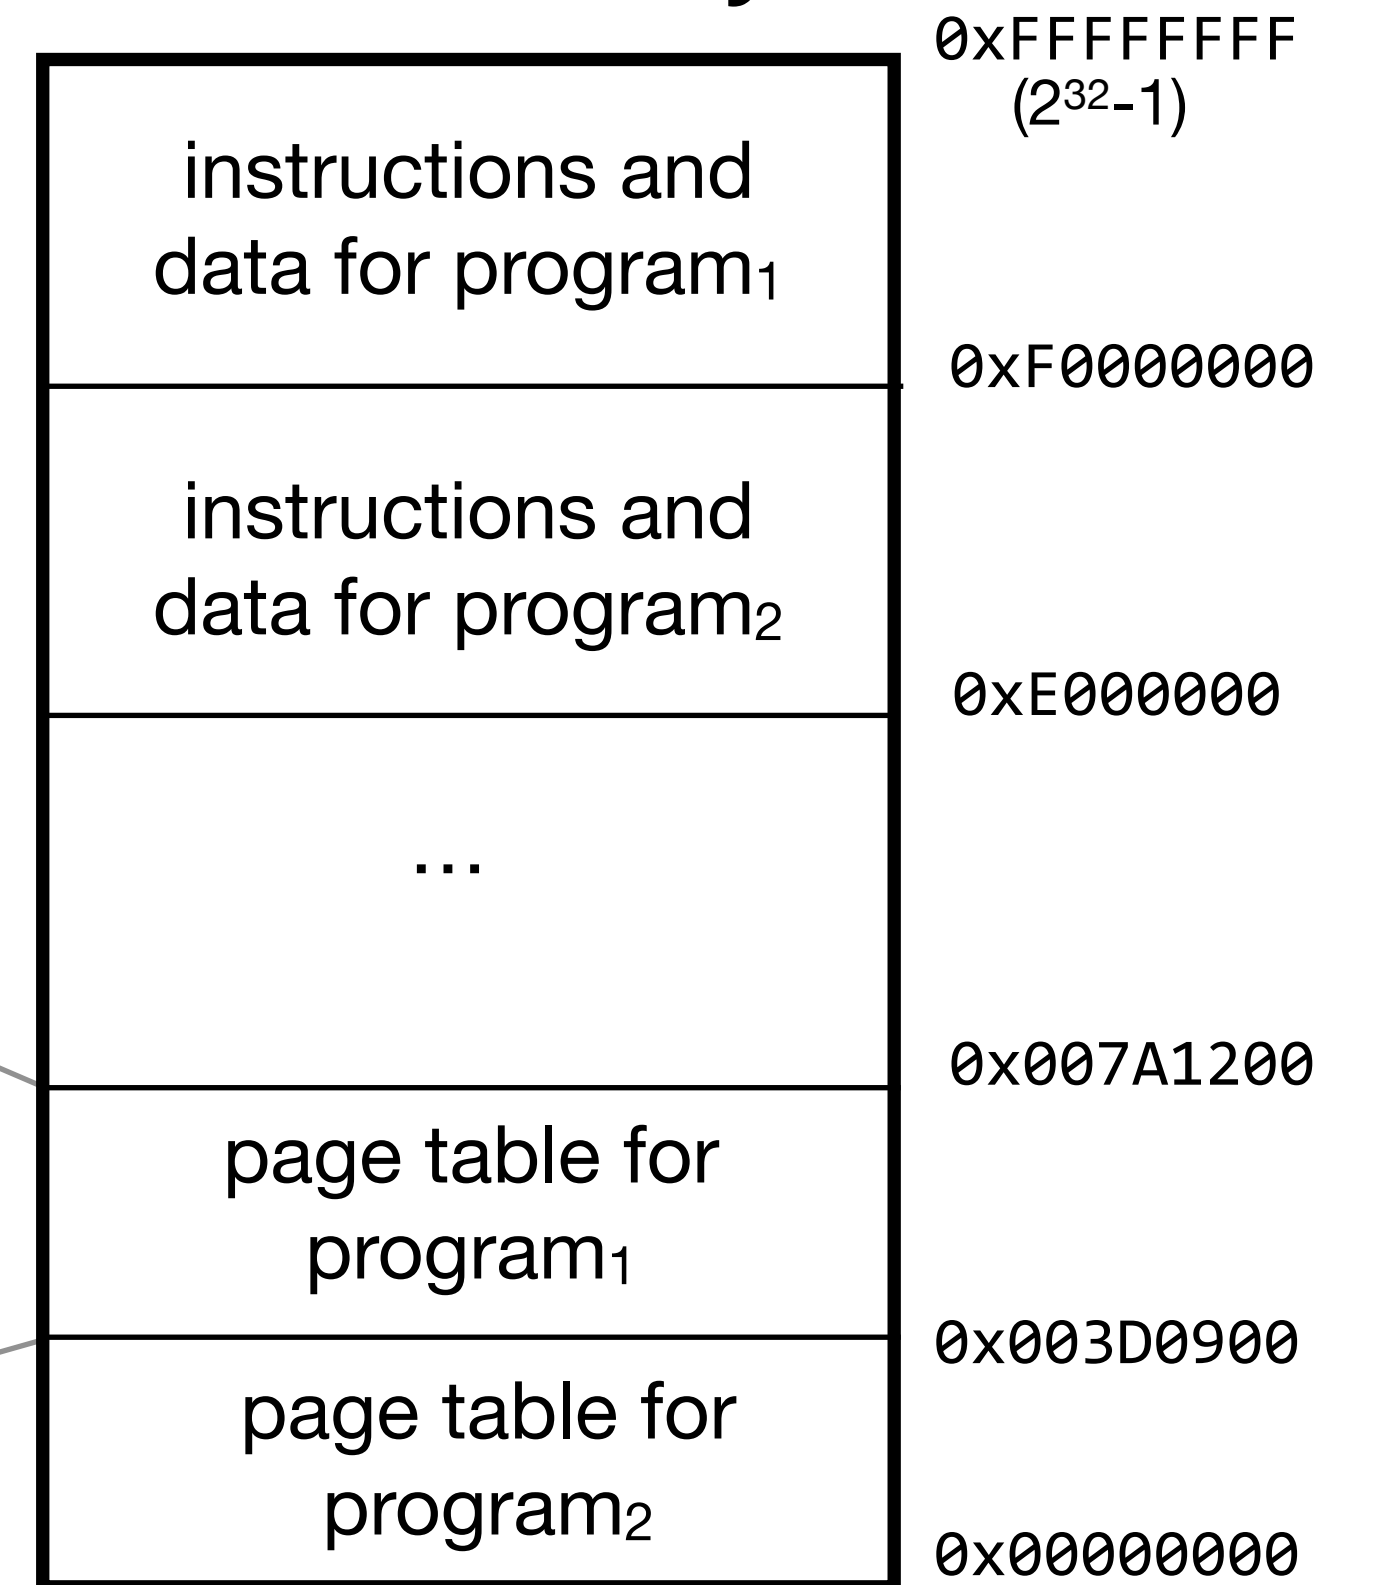 0xFFFFFFFF
(2³²-1)
instructions and
data for program₁
0xF0000000
instructions and
data for program₂
0xE000000
...
0x007A1200
page table for
program₁
0x003D0900
page table for
program₂
0x00000000